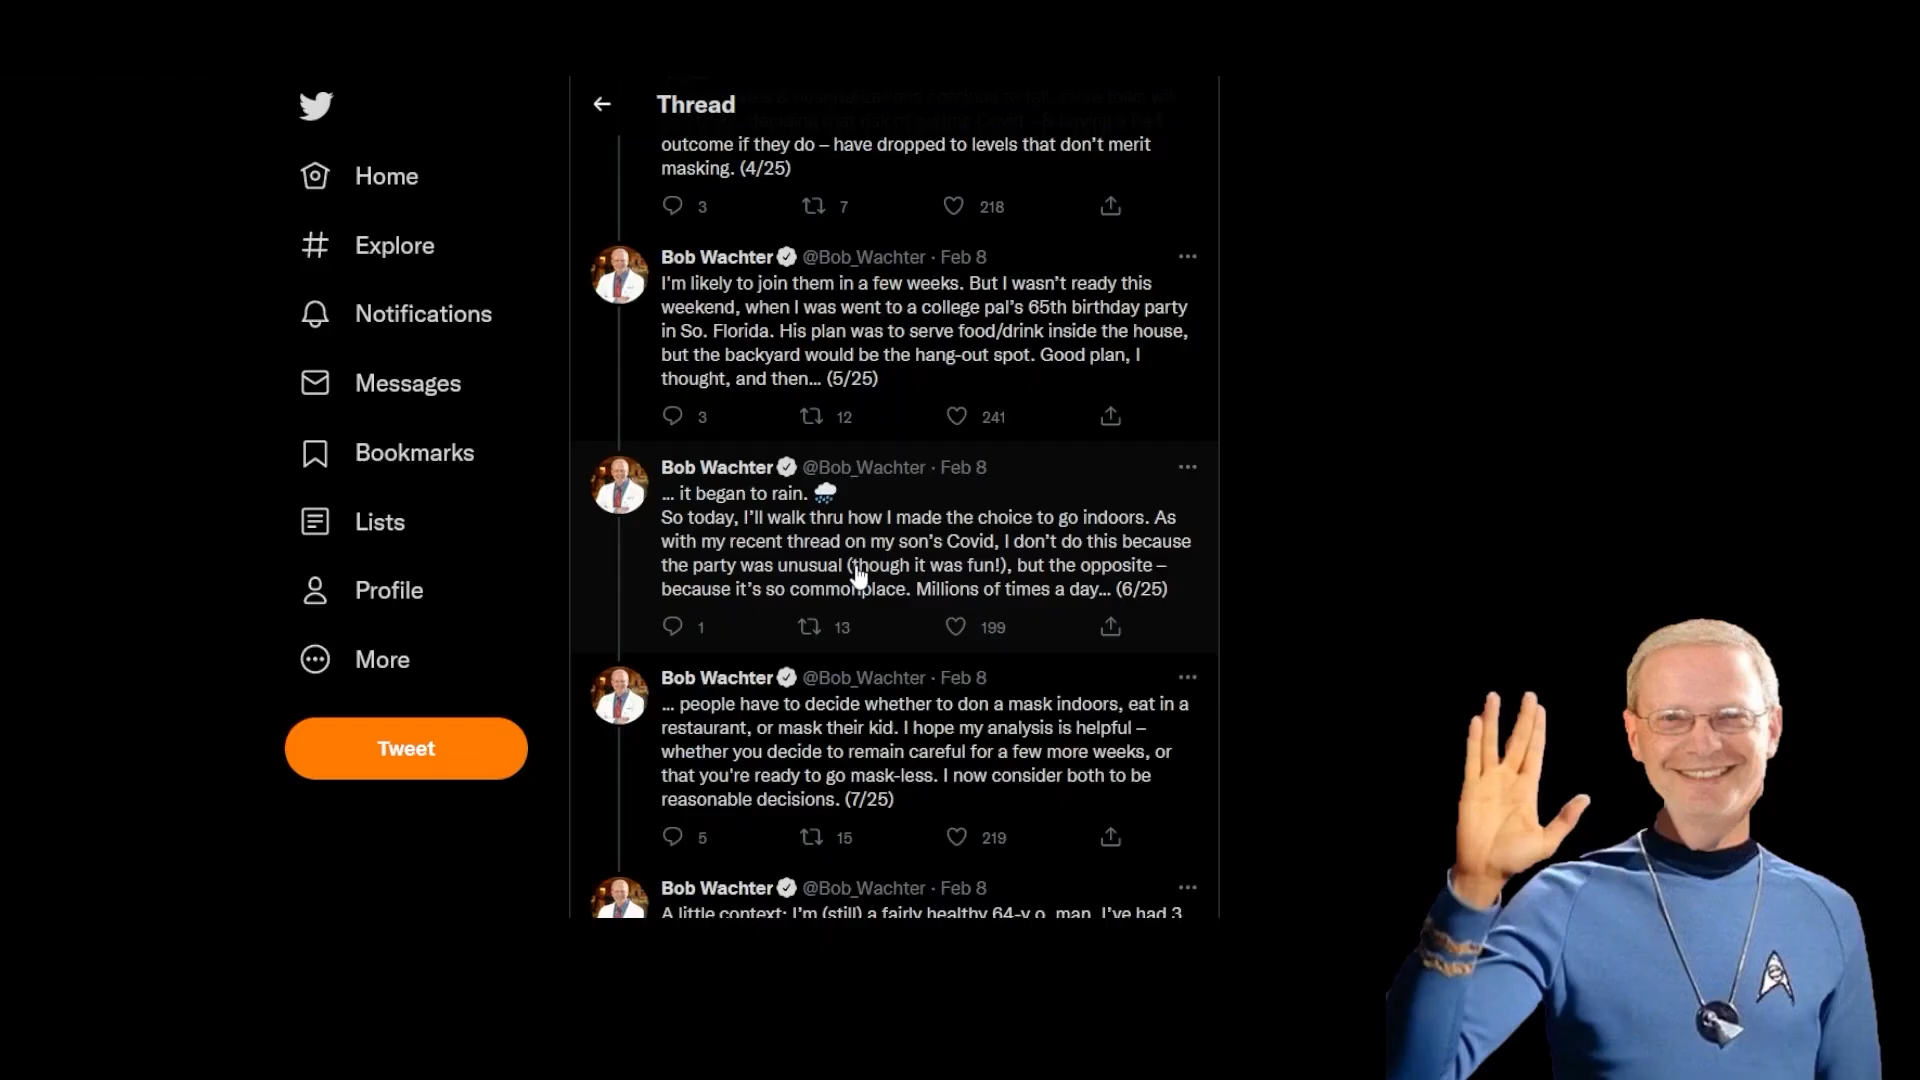 Thread
outcome if they do – have dropped to levels that don’t merit
masking. (4/25)
3 7 218
Home
Explore
Notifications
Messages
Bookmarks
Lists
Profile
More
Tweet
Bob Wachter @Bob_Wachter · Feb 8
I'm likely to join them in a few weeks. But I wasn’t ready this
weekend, when I was went to a college pal’s 65th birthday party
in So. Florida. His plan was to serve food/drink inside the house,
but the backyard would be the hang-out spot. Good plan, I
thought, and then… (5/25)
3 12 241
Bob Wachter @Bob_Wachter · Feb 8
… it began to rain. 🌧
So today, I’ll walk thru how I made the choice to go indoors. As
with my recent thread on my son’s Covid, I don’t do this because
the party was unusual (though it was fun!), but the opposite –
because it’s so commonplace. Millions of times a day… (6/25)
1 13 199
Bob Wachter @Bob_Wachter · Feb 8
… people have to decide whether to don a mask indoors, eat in a
restaurant, or mask their kid. I hope my analysis is helpful –
whether you decide to remain careful for a few more weeks, or
that you're ready to go mask-less. I now consider both to be
reasonable decisions. (7/25)
5 15 219
Bob Wachter @Bob_Wachter · Feb 8
A little context: I’m (still) a fairly healthy 64-y.o. man. I’ve had 3